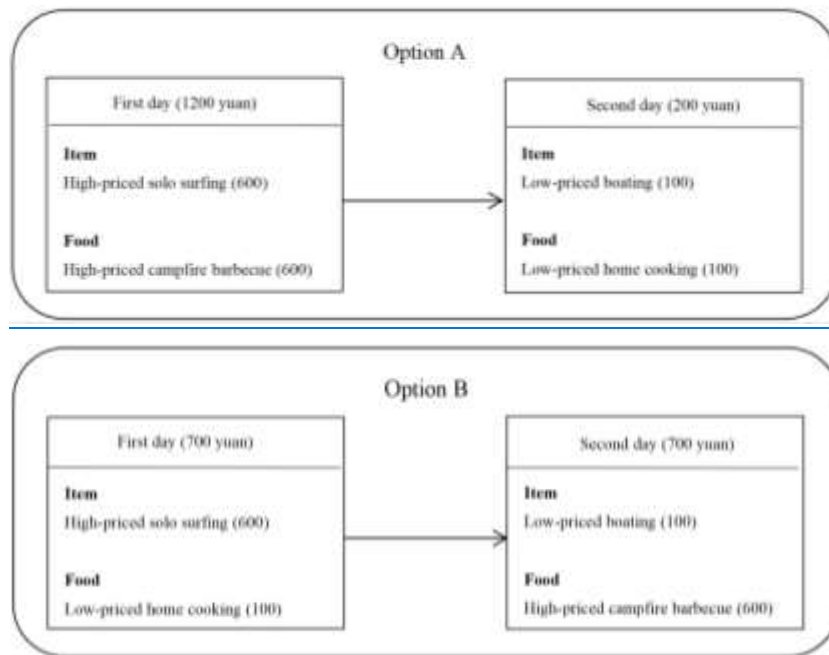 Option A
First day (1200 yuan)
Item
High-priced solo surfing (600)
Food
High-priced campfire barbecue (600)
Second day (200 yuan)
Item
Low-priced boating (100)
Food
Low-priced home cooking (100)
Option B
First day (700 yuan)
Item
High-priced solo surfing (600)
Food
Low-priced home cooking (100)
Second day (700 yuan)
Item
Low-priced boating (100)
Food
High-priced campfire barbecue (600)